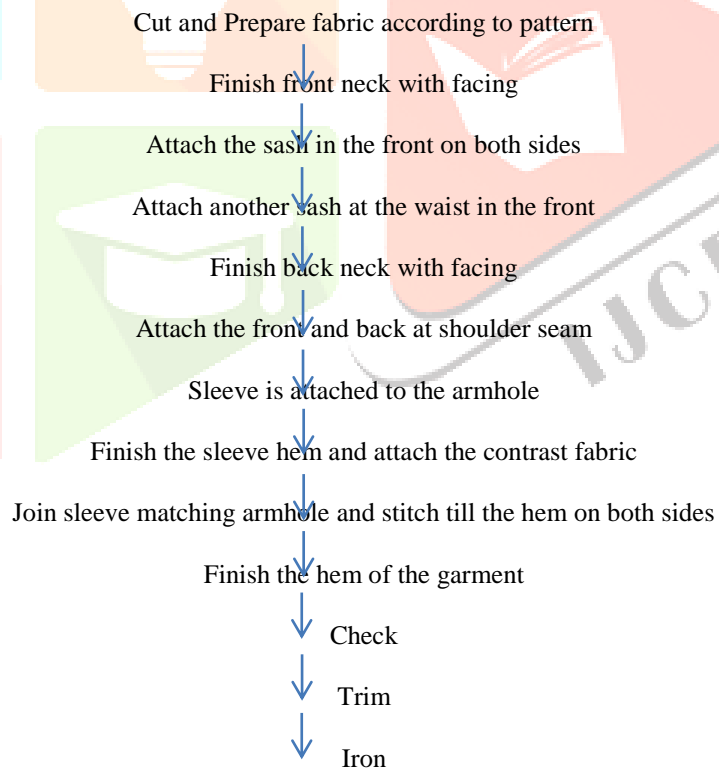 Cut and Prepare fabric according to pattern
Finish front neck with facing
Attach the sash in the front on both sides
Attach another sash at the waist in the front
Finish back neck with facing
Attach the front and back at shoulder seam
Sleeve is attached to the armhole
Finish the sleeve hem and attach the contrast fabric
Join sleeve matching armhole and stitch till the hem on both sides
Finish the hem of the garment
Check
Trim
Iron